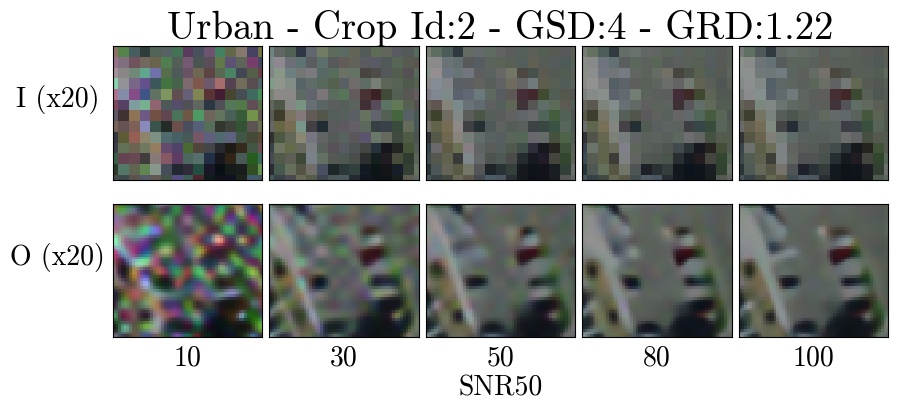 Urban - Crop Id:2 - GSD:4 - GRD:1.22
I (x20)
O (x20)
10 30 50 80 100
SNR50